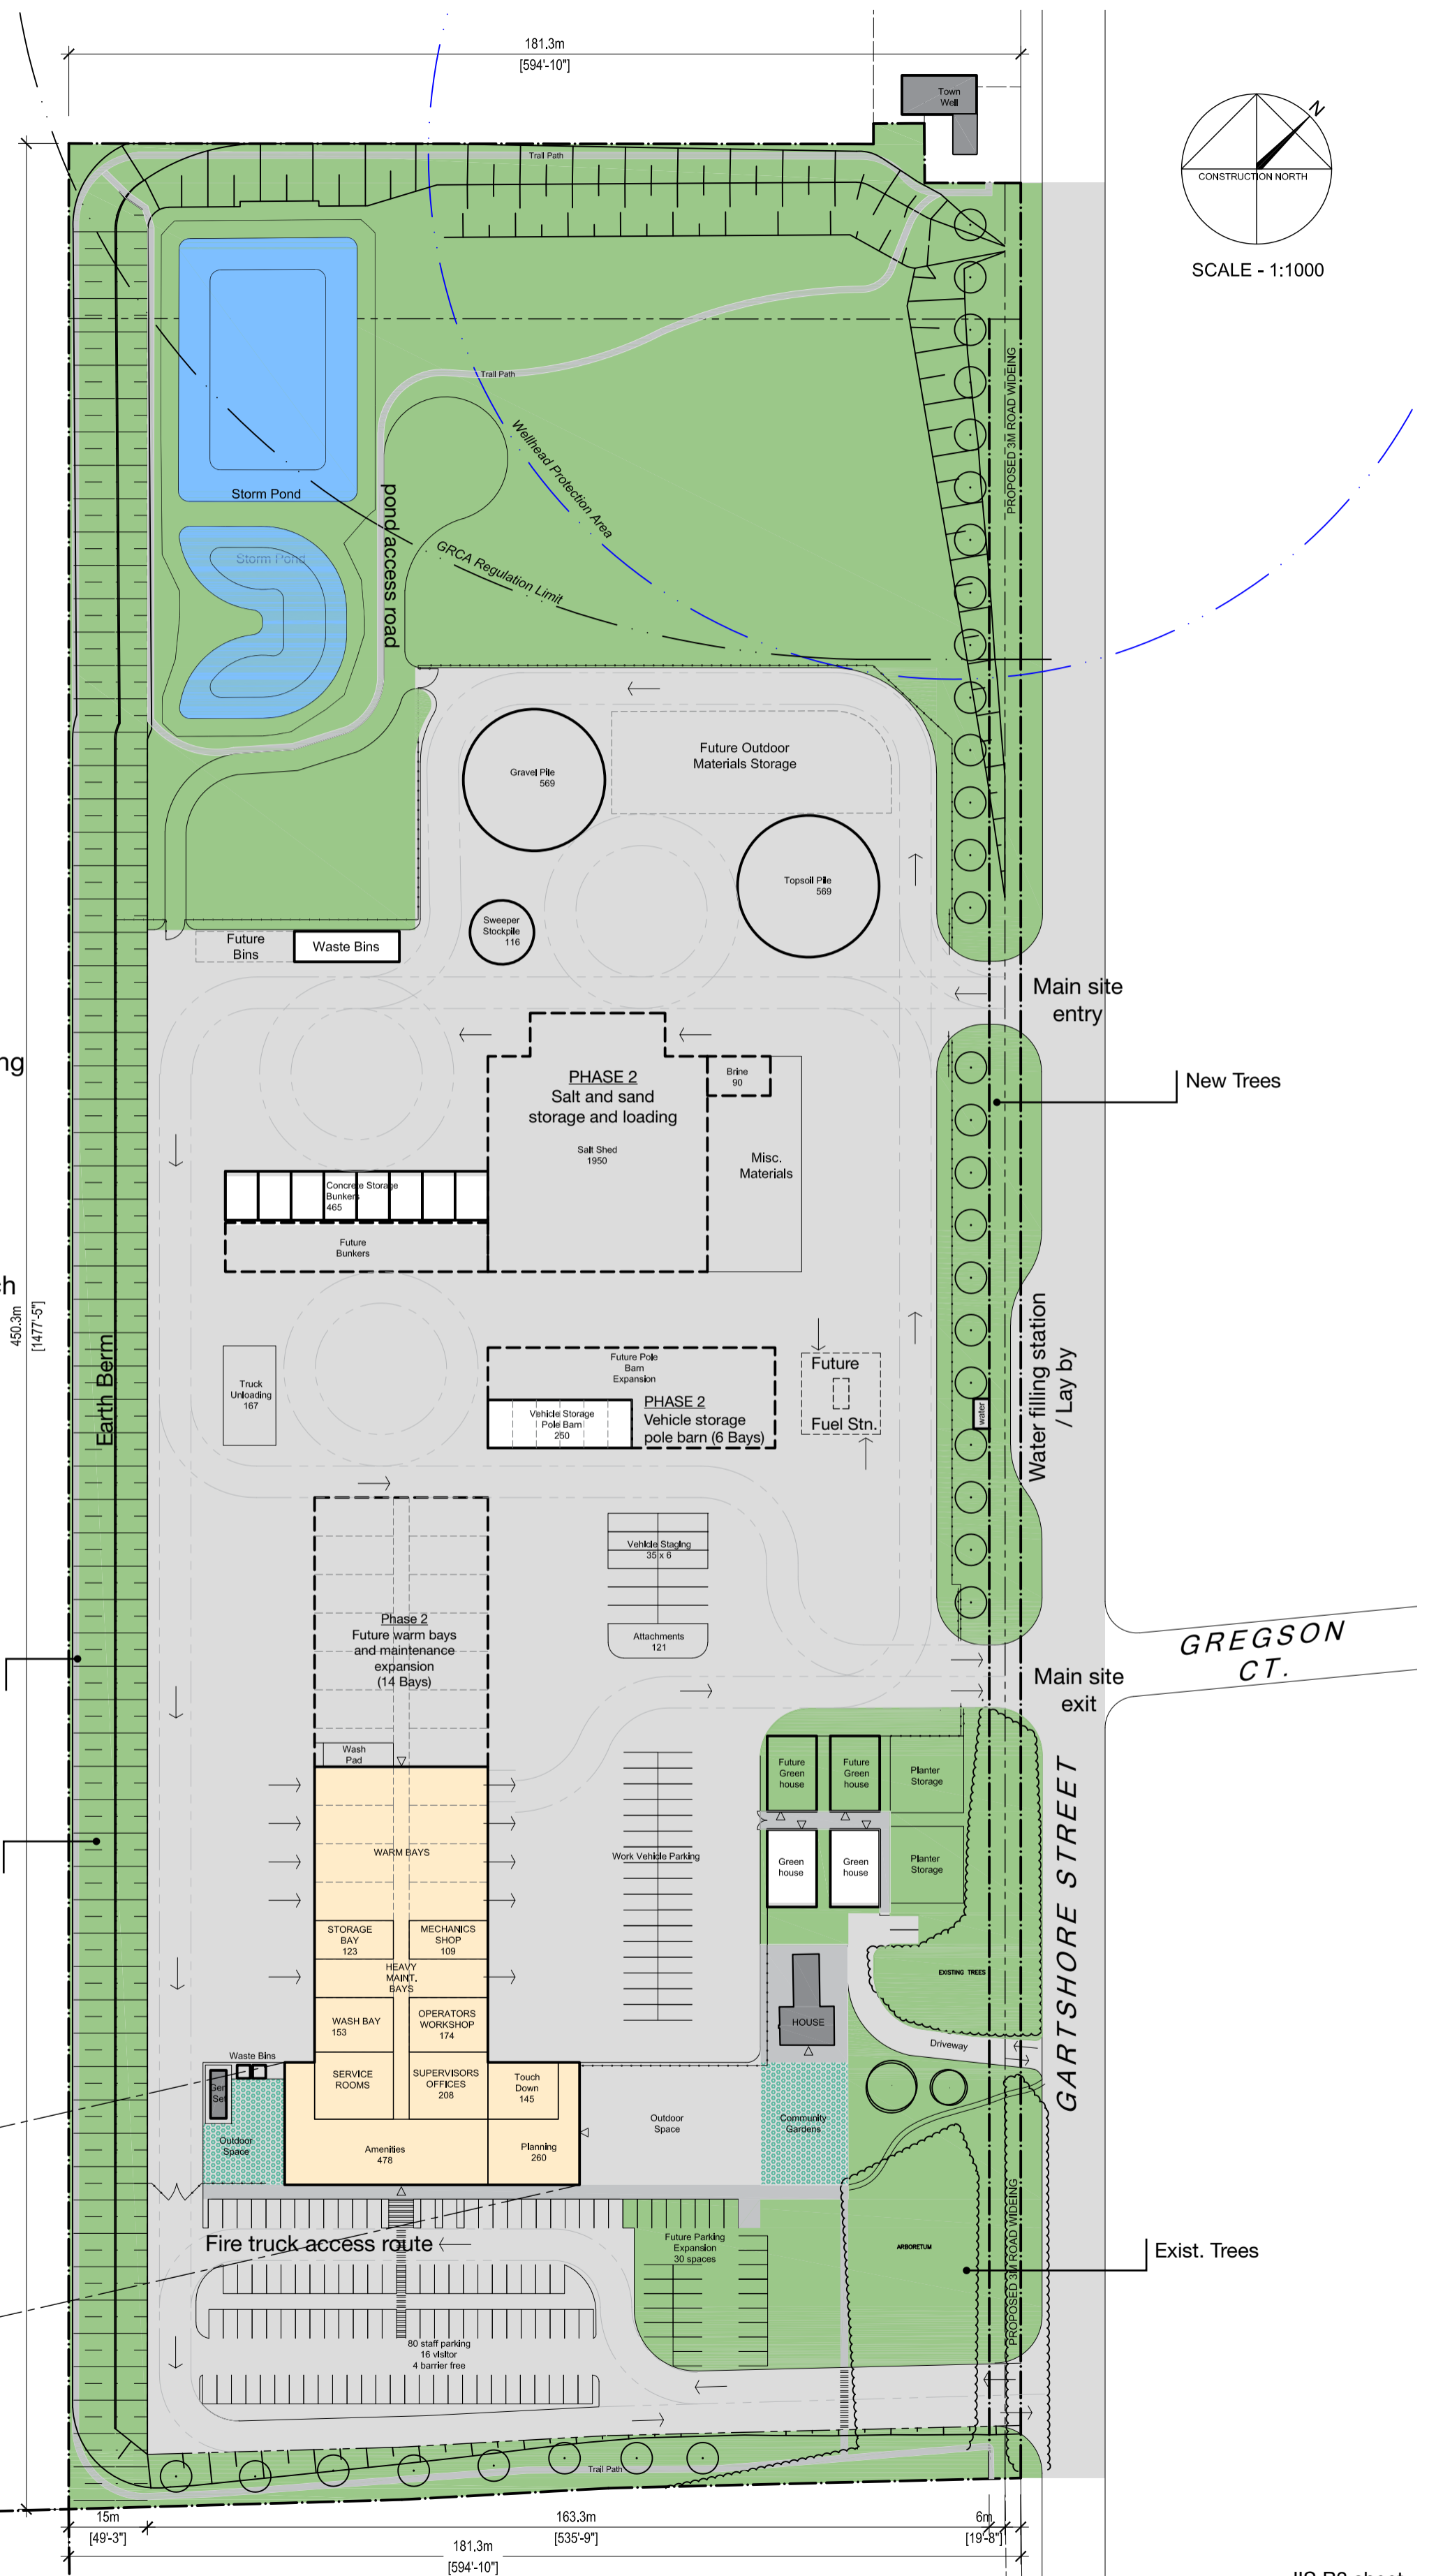 181.3m
[594'-10"]
Town
Well
N
CONSTRUCTION NORTH
SCALE - 1:1000
Trail Path
Trail Path
PROPOSED 3M ROAD WIDEING
Wellhead Protection Area
GRCA Regulation Limit
Storm Pond
Storm Pond
pond access road
Gravel Pile
569
Future Outdoor
Materials Storage
Topsoil Pile
569
Sweeper
Stockpile
116
Future
Bins
Waste Bins
Main site
entry
New Trees
PHASE 2
Salt and sand
storage and loading
Salt Shed
1950
Brine
90
Misc.
Materials
Concrete Storage
Bunkers
465
Future
Bunkers
ng
ch
450.3m
[1477'-5"]
Earth Berm
Truck
Unloading
167
Future Pole
Barn
Expansion
Vehicle Storage
Pole Barn
250
PHASE 2
Vehicle storage
pole barn (6 Bays)
Future
Fuel Stn.
water
Water filling station
/ Lay by
Vehicle Staging
35 x 6
Attachments
121
Phase 2
Future warm bays
and maintenance
expansion
(14 Bays)
Wash
Pad
GREGSON
CT.
Main site
exit
GARTSHORE STREET
WARM BAYS
Work Vehicle Parking
Future
Green
house
Future
Green
house
Planter
Storage
Green
house
Green
house
Planter
Storage
STORAGE
BAY
123
MECHANICS
SHOP
109
HEAVY
MAINT.
BAYS
WASH BAY
153
OPERATORS
WORKSHOP
174
EXISTING TREES
HOUSE
Driveway
Waste Bins
Gen
Set
SERVICE
ROOMS
SUPERVISORS
OFFICES
208
Touch
Down
145
Outdoor
Space
Amenities
478
Planning
260
Outdoor
Space
Community
Gardens
Fire truck access route
Future Parking
Expansion
30 spaces
ARBORETUM
PROPOSED 3M ROAD WIDEING
Exist. Trees
80 staff parking
16 visitor
4 barrier free
Trail Path
15m
[49'-3"]
163.3m
[535'-9"]
6m
[19'-8"]
181.3m
[594'-10"]